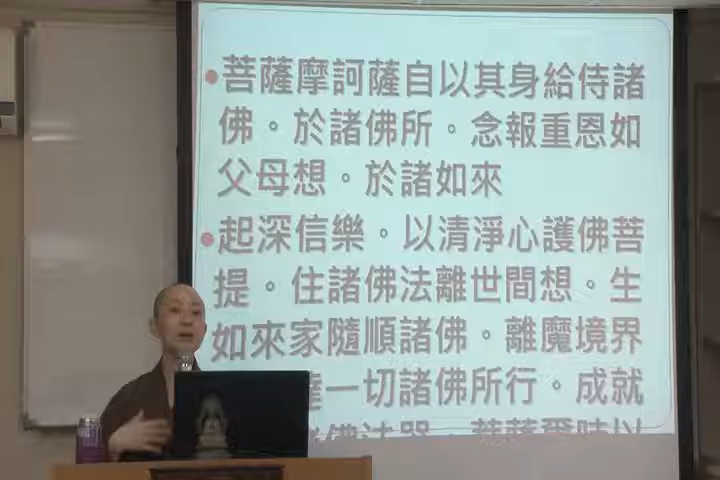 •菩薩摩訶薩自以其身給侍諸
佛。於諸佛所。念報重恩如
父母想。於諸如來
•起深信樂。以清淨心護佛菩
提。住諸佛法離世間想。生
如來家隨順諸佛。離魔境界
一切諸佛所行。成就